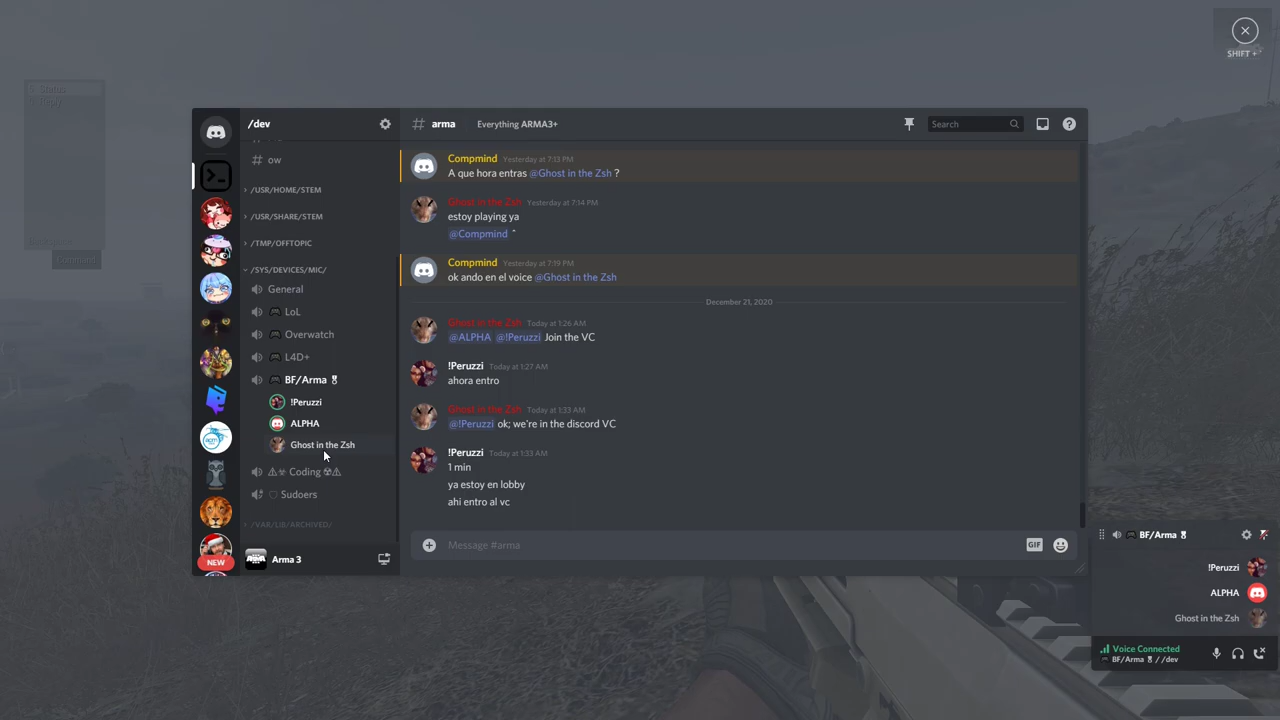 SHIFT +
Status
Reply
Command
/dev
# arma
Everything ARMA3+
Search
# ow
/USR/HOME/STEM
/USR/SHARE/STEM
/TMP/OFFTOPIC
/SYS/DEVICES/MIC/
General
LoL
Overwatch
L4D+
BF/Arma 🎖
!Peruzzi
ALPHA
Ghost in the Zsh
⚠☣ Coding ☢⚠
Sudoers
/VAR/LIB/ARCHIVED/
NEW
Arma 3
Compmind Yesterday at 7:13 PM
A que hora entras @Ghost in the Zsh ?
Ghost in the Zsh Yesterday at 7:14 PM
estoy playing ya
@Compmind ^
Compmind Yesterday at 7:19 PM
ok ando en el voice @Ghost in the Zsh
December 21, 2020
Ghost in the Zsh Today at 1:26 AM
@ALPHA @!Peruzzi Join the VC
!Peruzzi Today at 1:27 AM
ahora entro
Ghost in the Zsh Today at 1:33 AM
@!Peruzzi ok; we're in the discord VC
!Peruzzi Today at 1:33 AM
1 min
ya estoy en lobby
ahi entro al vc
Message #arma
GIF
BF/Arma 🎖
!Peruzzi
ALPHA
Ghost in the Zsh
Voice Connected
BF/Arma 🎖 / /dev